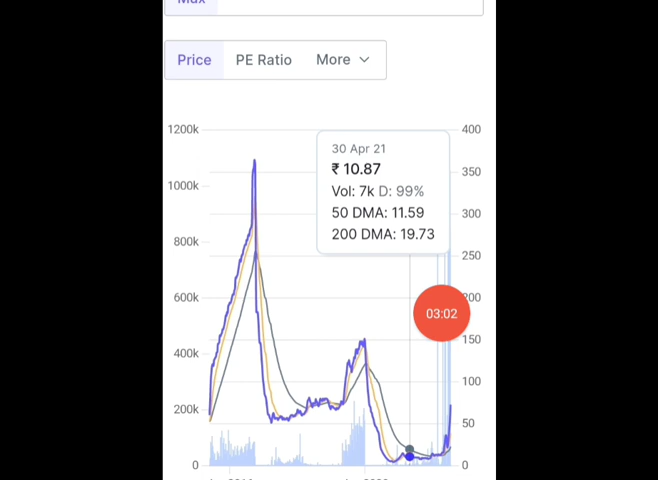 Max
Price PE Ratio More
1200k 400
350
1000k
300
800k
250
600k 200
150
400k
100
200k
50
0 0
30 Apr 21
₹ 10.87
Vol: 7k D: 99%
50 DMA: 11.59
200 DMA: 19.73
03:02